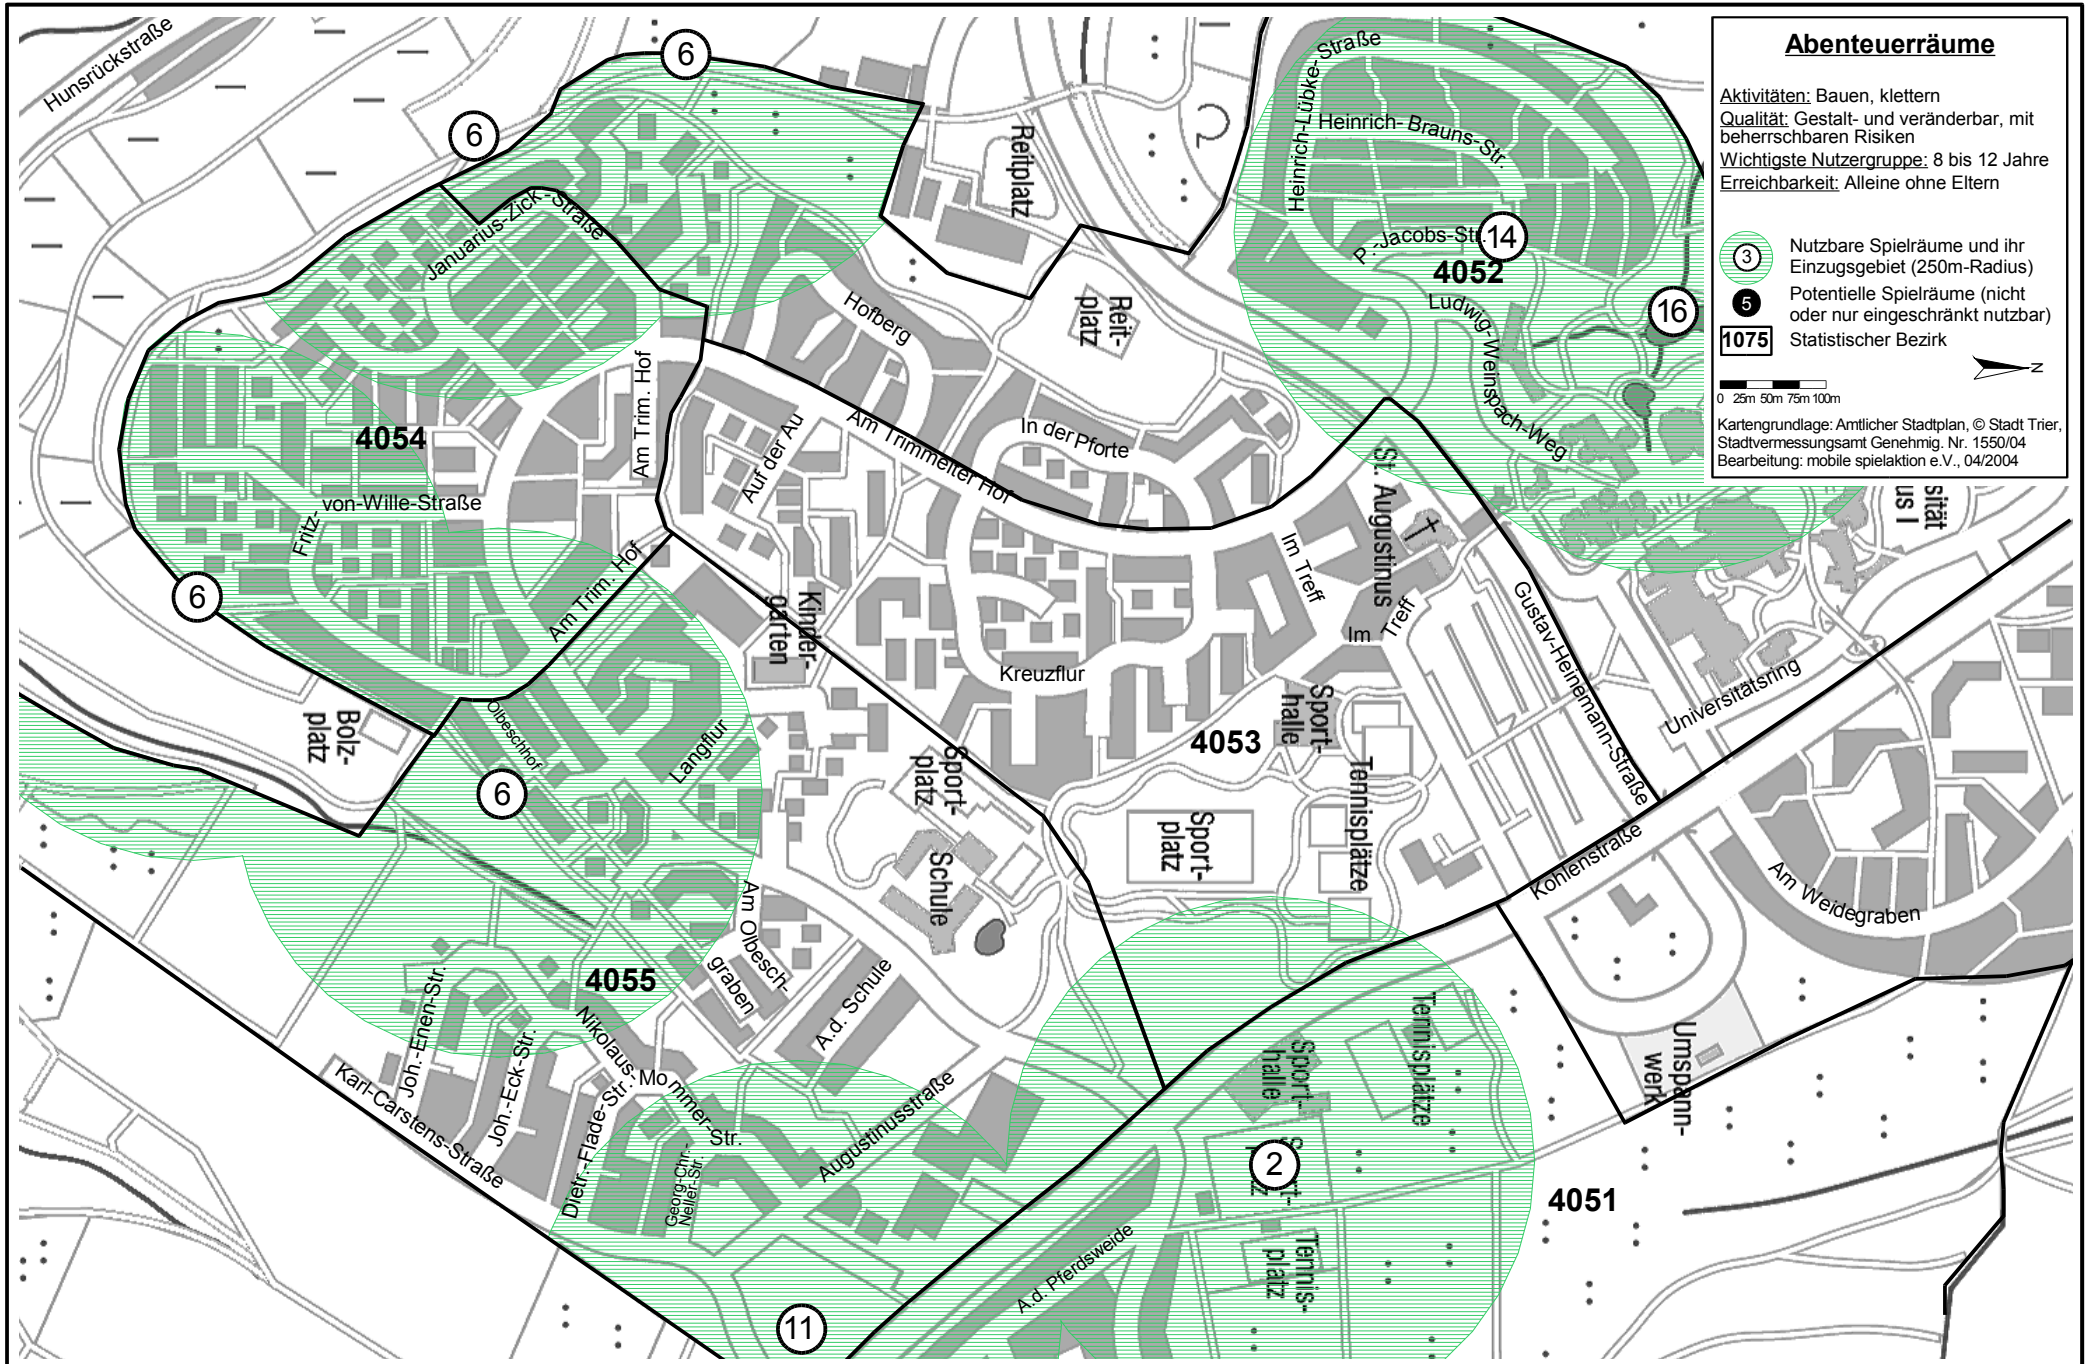 Abenteuerräume
Aktivitäten: Bauen, klettern
Qualität: Gestalt- und veränderbar, mit
beherrschbaren Risiken
Wichtigste Nutzergruppe: 8 bis 12 Jahre
Erreichbarkeit: Alleine ohne Eltern
3
Nutzbare Spielräume und ihr
Einzugsgebiet (250m-Radius)
5
Potentielle Spielräume (nicht
oder nur eingeschränkt nutzbar)
1075
Statistischer Bezirk
N
0 25m 50m 75m 100m
Kartengrundlage: Amtlicher Stadtplan, © Stadt Trier,
Stadtvermessungsamt Genehmig. Nr. 1550/04
Bearbeitung: mobile spielaktion e.V., 04/2004
Hunsrückstraße
6
6
Januarius-Zick-Straße
Reitplatz
Heinrich-Lübke-Straße
Heinrich-Brauns-Str.
P.-Jacobs-Str.
14
4052
16
Ludwig-Weinspach-Weg
Hofberg
Reit-
platz
Am Trim. Hof
4054
Auf der Au
Am Trimmelter Hof
In der Pforte
Fritz-
von-Wille-Straße
St. Augustinus
sität
us I
Am Trim. Hof
6
Kinder-
garten
Im Treff
Im
Treff
Gustav-Heinemann-Straße
Kreuzflur
Universitätsring
Bolz-
platz
Olbeschhof
Langflur
4053
Sport-
halle
6
Sport-
platz
Tennisplätze
Sport-
platz
Schule
Kohlenstraße
Am Weidegraben
4055
Am Olbesch-
graben
A.d. Schule
Joh.-Enen-Str.
Joh.-Eck-Str.
Nikolaus-
Mommer-
Str.
Karl-Carstens-Straße
Dietr.-Flade-Str.
Georg-Chr.-
Neller-Str.
Augustinusstraße
Sport-
halle
Tennisplätze
Umspann-
werk
2
Sport-
platz
4051
A.d. Pferdsweide
Tennis-
platz
11